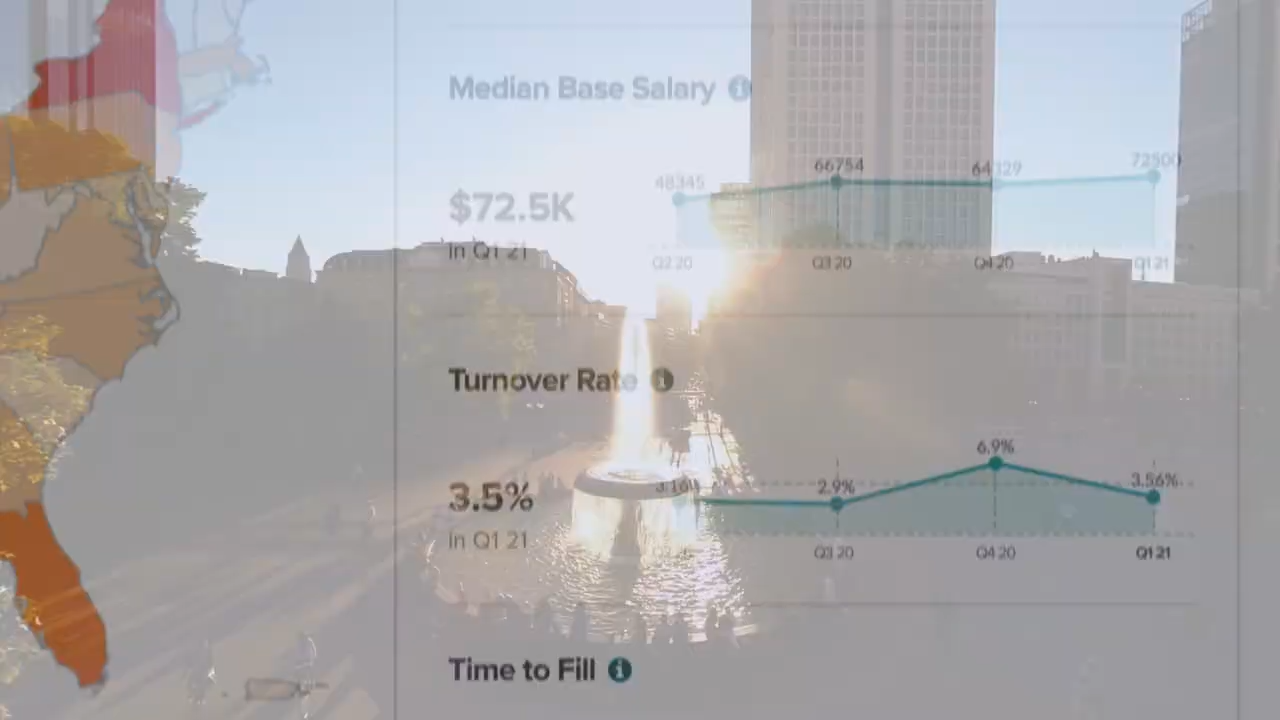 Median Base Salary
48345 66754 64129 72500
$72.5K
In Q1 21
Q2 20 Q3 20 Q4 20 Q1 21
Turnover Rate
6.9%
2.9% 3.56%
3.5%
In Q1 21
Q3 20 Q4 20 Q1 21
Time to Fill